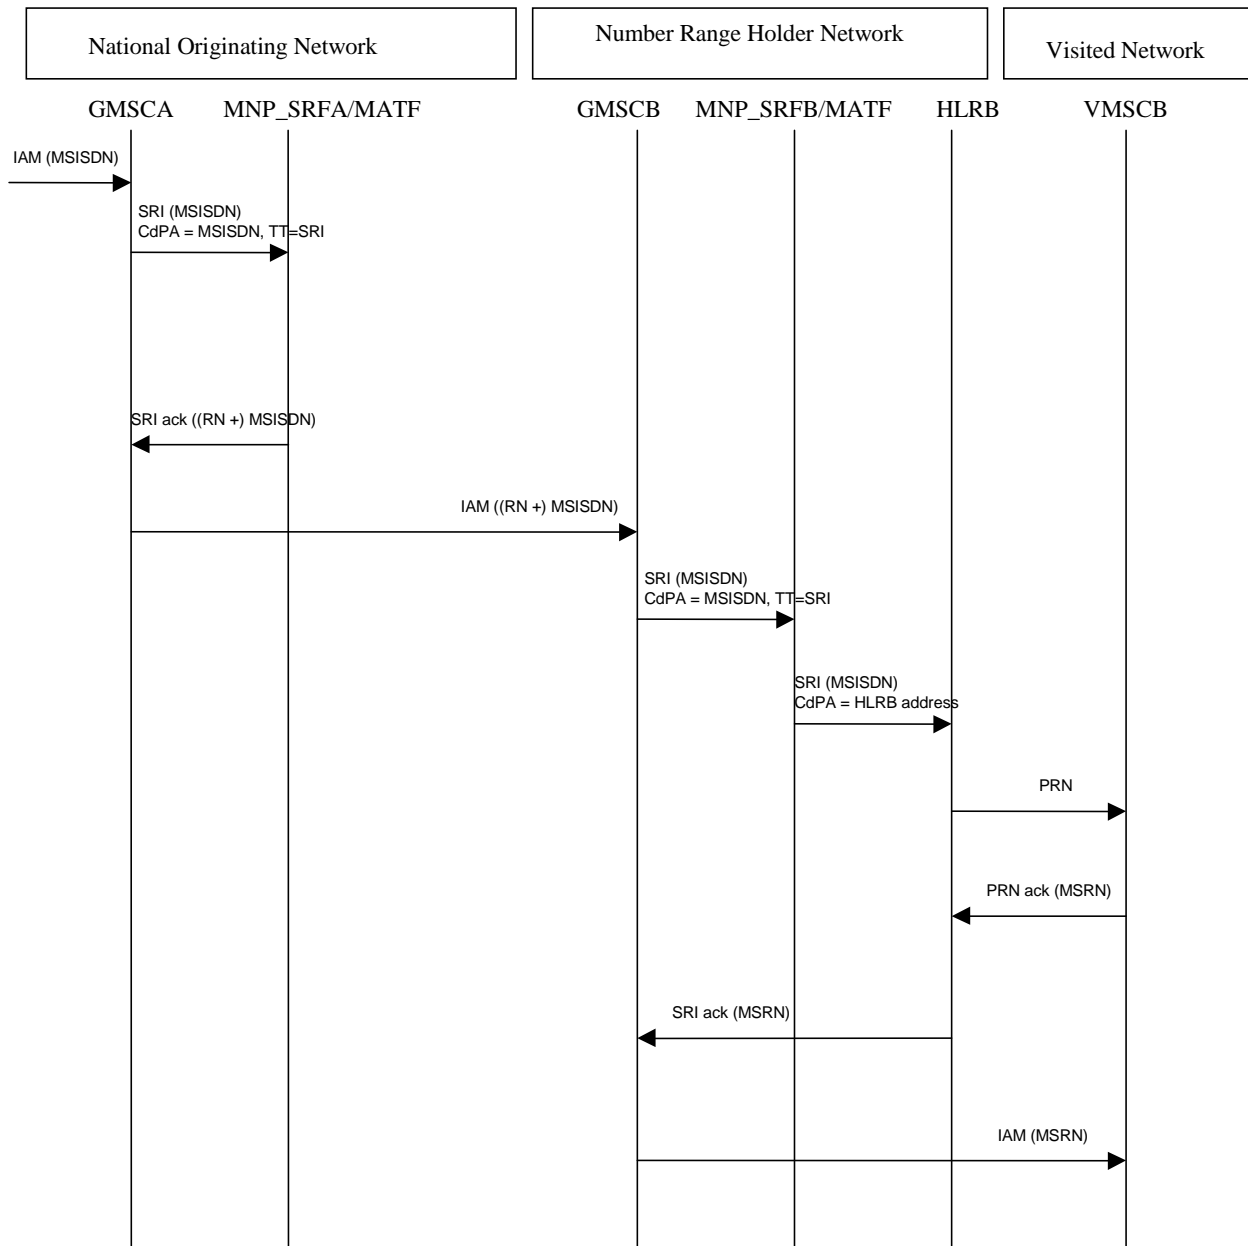 National Originating Network
Number Range Holder Network
Visited Network
GMSCA
MNP_SRFA/MATF
GMSCB
MNP_SRFB/MATF
HLRB
VMSCB
IAM (MSISDN)
SRI (MSISDN)
CdPA = MSISDN, TT=SRI
SRI ack ((RN +) MSISDN)
IAM ((RN +) MSISDN)
SRI (MSISDN)
CdPA = MSISDN, TT=SRI
SRI (MSISDN)
CdPA = HLRB address
PRN
PRN ack (MSRN)
SRI ack (MSRN)
IAM (MSRN)